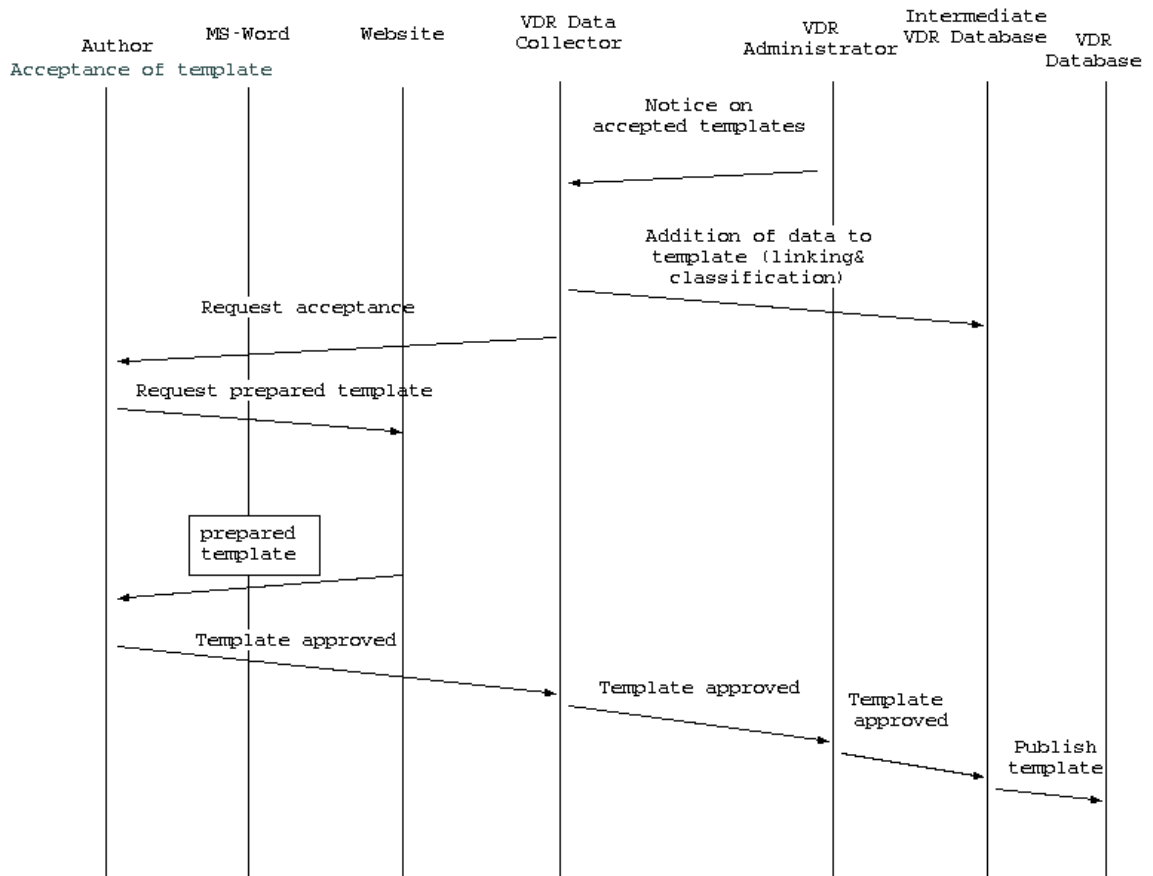 Author
MS-Word
Website
VDR Data
Collector
VDR
Administrator
Intermediate
VDR Database
VDR
Database
Acceptance of template
Notice on
accepted templates
Addition of data to
template (linking&
classification)
Request acceptance
Request prepared template
prepared
template
Template approved
Template approved
Template
approved
Publish
template